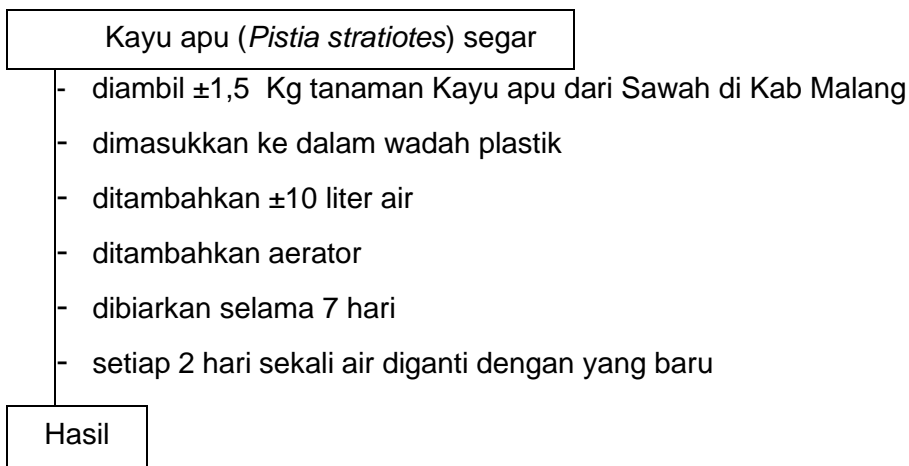 Kayu apu (Pistia stratiotes) segar
- diambil ±1,5 Kg tanaman Kayu apu dari Sawah di Kab Malang
- dimasukkan ke dalam wadah plastik
- ditambahkan ±10 liter air
- ditambahkan aerator
- dibiarkan selama 7 hari
- setiap 2 hari sekali air diganti dengan yang baru
Hasil